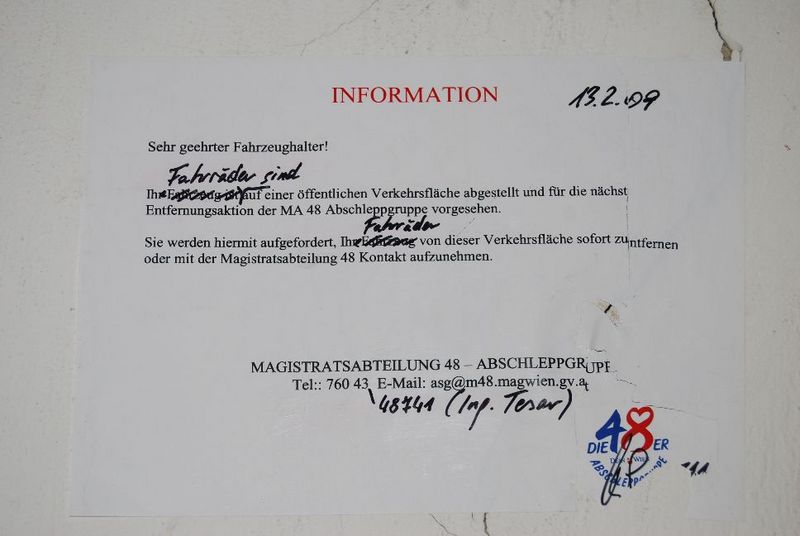 INFORMATION
13.2.09
Sehr geehrter Fahrzeughalter!
Fahrräder sind
Ihr auf einer öffentlichen Verkehrsfläche abgestellt und für die nächst
Entfernungsaktion der MA 48 Abschleppgruppe vorgesehen.
Fahrräder
Sie werden hiermit aufgefordert, Ihr von dieser Verkehrsfläche sofort zu ntfernen
oder mit der Magistratsabteilung 48 Kontakt aufzunehmen.
MAGISTRATSABTEILUNG 48 – ABSCHLEPPGRUPP
Tel:: 760 43 E-Mail: asg@m48.magwien.gv.at
48741 (Ing. Tesar)
DIE 48ER